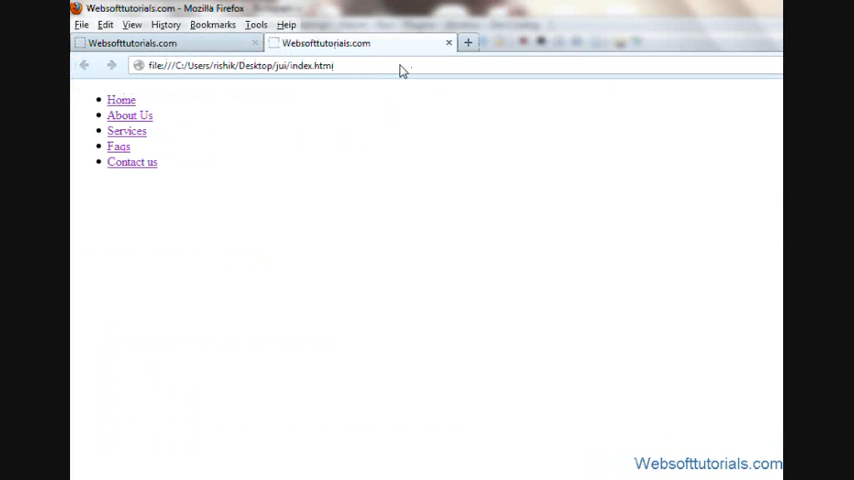 Websofttutorials.com - Mozilla Firefox
File Edit View History Bookmarks Tools Help
Websofttutorials.com × Websofttutorials.com × +
file:///C:/Users/rishik/Desktop/jui/index.html
Home
About Us
Services
Faqs
Contact us
Websofttutorials.com